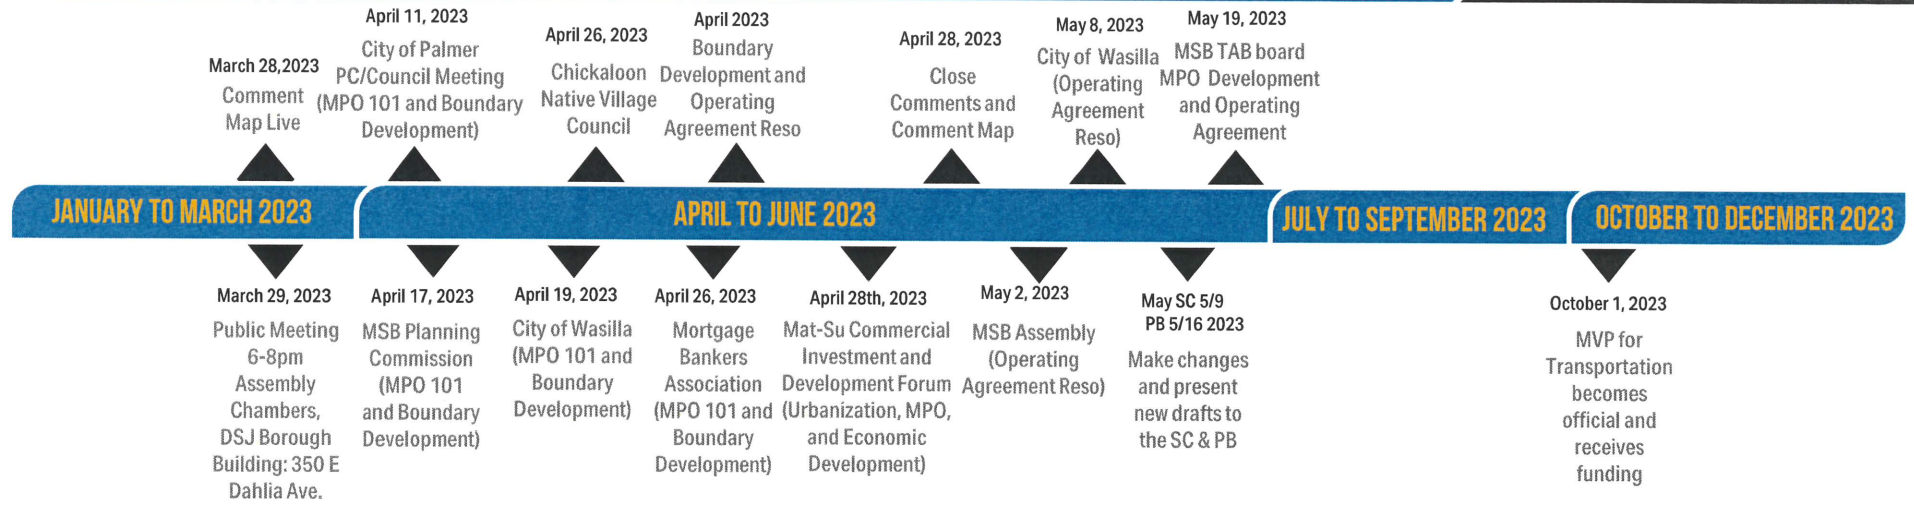 March 28,2023
Comment
Map Live
April 11, 2023
City of Palmer
PC/Council Meeting
(MPO 101 and Boundary
Development)
April 26, 2023
Chickaloon
Native Village
Council
April 2023
Boundary
Development and
Operating
Agreement Reso
April 28, 2023
Close
Comments and
Comment Map
May 8, 2023
City of Wasilla
(Operating
Agreement
Reso)
May 19, 2023
MSB TAB board
MPO Development
and Operating
Agreement
JANUARY TO MARCH 2023
APRIL TO JUNE 2023
JULY TO SEPTEMBER 2023
OCTOBER TO DECEMBER 2023
March 29, 2023
Public Meeting
6-8pm
Assembly
Chambers,
DSJ Borough
Building: 350 E
Dahlia Ave.
April 17, 2023
MSB Planning
Commission
(MPO 101
and Boundary
Development)
April 19, 2023
City of Wasilla
(MPO 101 and
Boundary
Development)
April 26, 2023
Mortgage
Bankers
Association
(MPO 101 and
Boundary
Development)
April 28th, 2023
Mat-Su Commercial
Investment and
Development Forum
(Urbanization, MPO,
and Economic
Development)
May 2, 2023
MSB Assembly
(Operating
Agreement Reso)
May SC 5/9
PB 5/16 2023
Make changes
and present
new drafts to
the SC & PB
October 1, 2023
MVP for
Transportation
becomes
official and
receives
funding